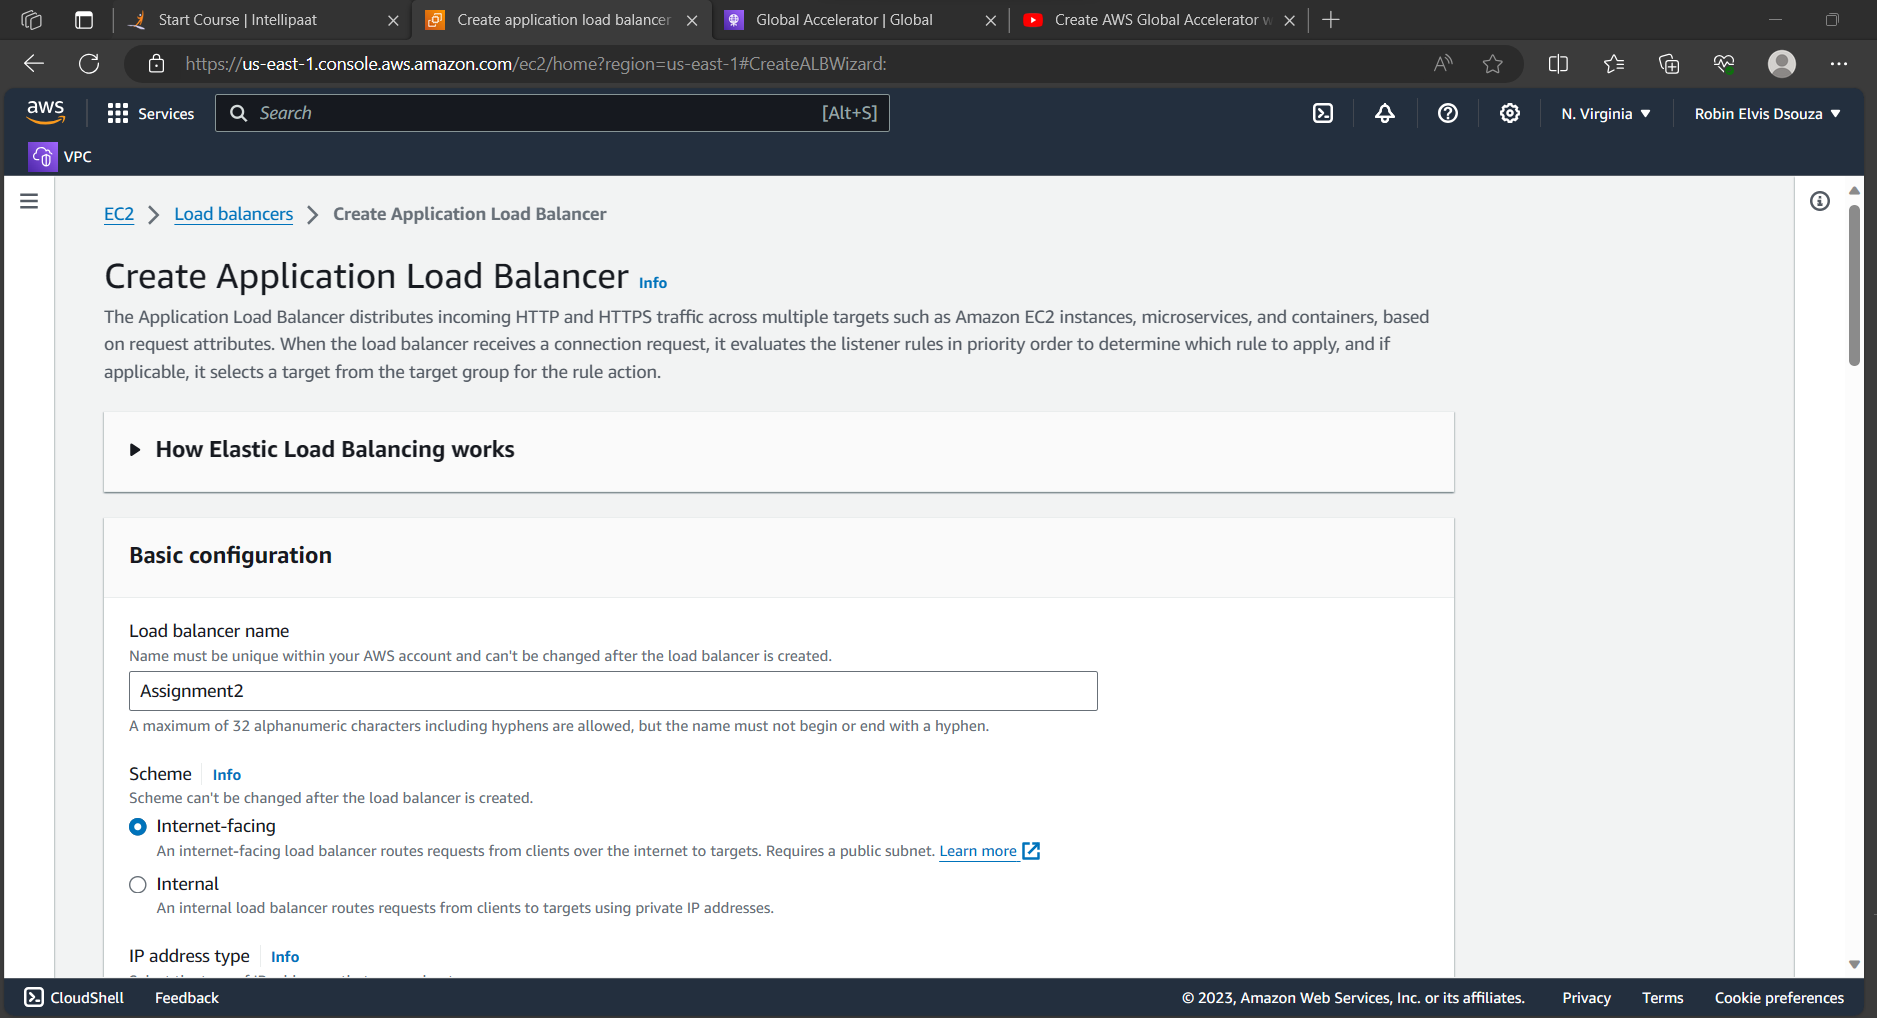 Start Course | Intellipaat
Create application load balancer
Global Accelerator | Global
Create AWS Global Accelerator w
https://us-east-1.console.aws.amazon.com/ec2/home?region=us-east-1#CreateALBWizard:
aws
Services
Search
[Alt+S]
N. Virginia
Robin Elvis Dsouza
VPC
EC2
Load balancers
Create Application Load Balancer
Create Application Load Balancer Info
The Application Load Balancer distributes incoming HTTP and HTTPS traffic across multiple targets such as Amazon EC2 instances, microservices, and containers, based
on request attributes. When the load balancer receives a connection request, it evaluates the listener rules in priority order to determine which rule to apply, and if
applicable, it selects a target from the target group for the rule action.
How Elastic Load Balancing works
Basic configuration
Load balancer name
Name must be unique within your AWS account and can't be changed after the load balancer is created.
Assignment2
A maximum of 32 alphanumeric characters including hyphens are allowed, but the name must not begin or end with a hyphen.
Scheme Info
Scheme can't be changed after the load balancer is created.
Internet-facing
An internet-facing load balancer routes requests from clients over the internet to targets. Requires a public subnet. Learn more
Internal
An internal load balancer routes requests from clients to targets using private IP addresses.
IP address type Info
CloudShell
Feedback
© 2023, Amazon Web Services, Inc. or its affiliates.
Privacy
Terms
Cookie preferences